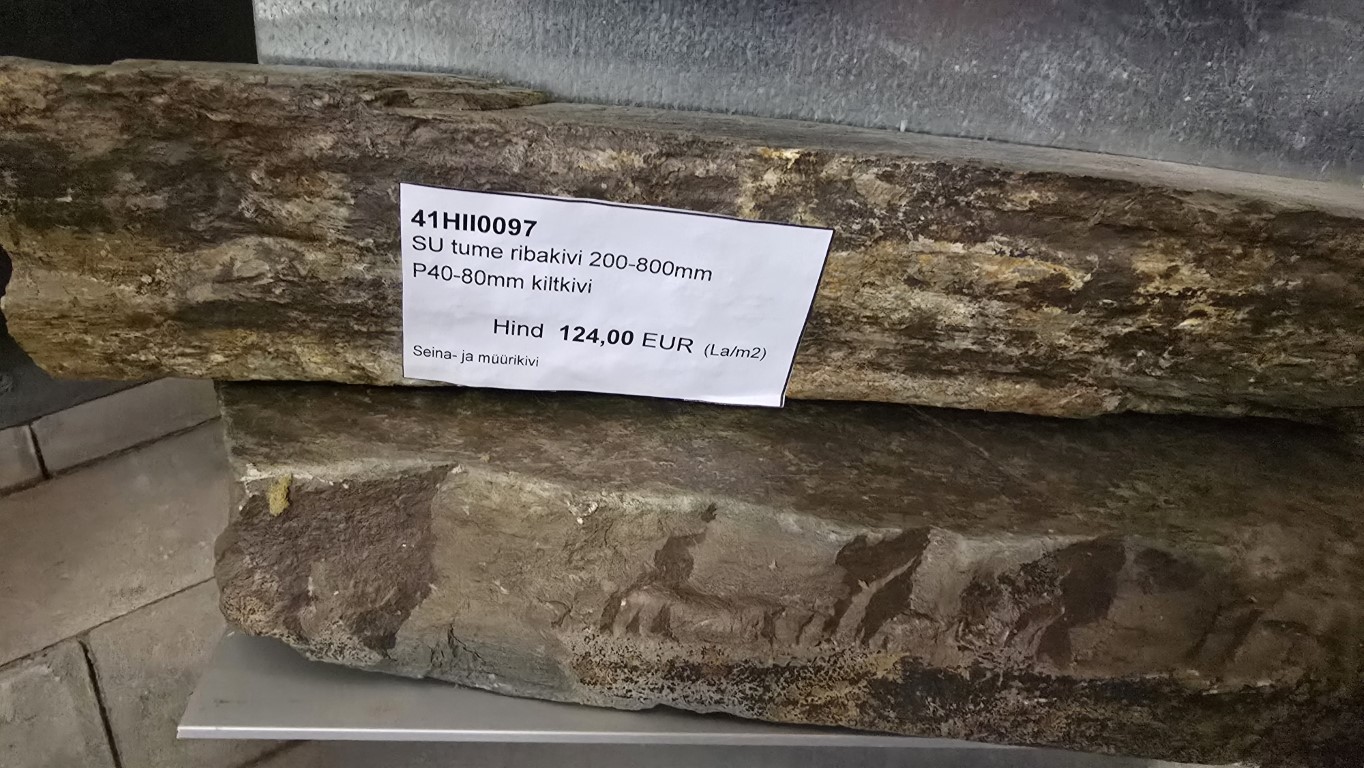 41HII0097
SU tume ribakivi 200-800mm
P40-80mm kiltkivi
Hind 124,00 EUR (La/m2)
Seina- ja müürikivi